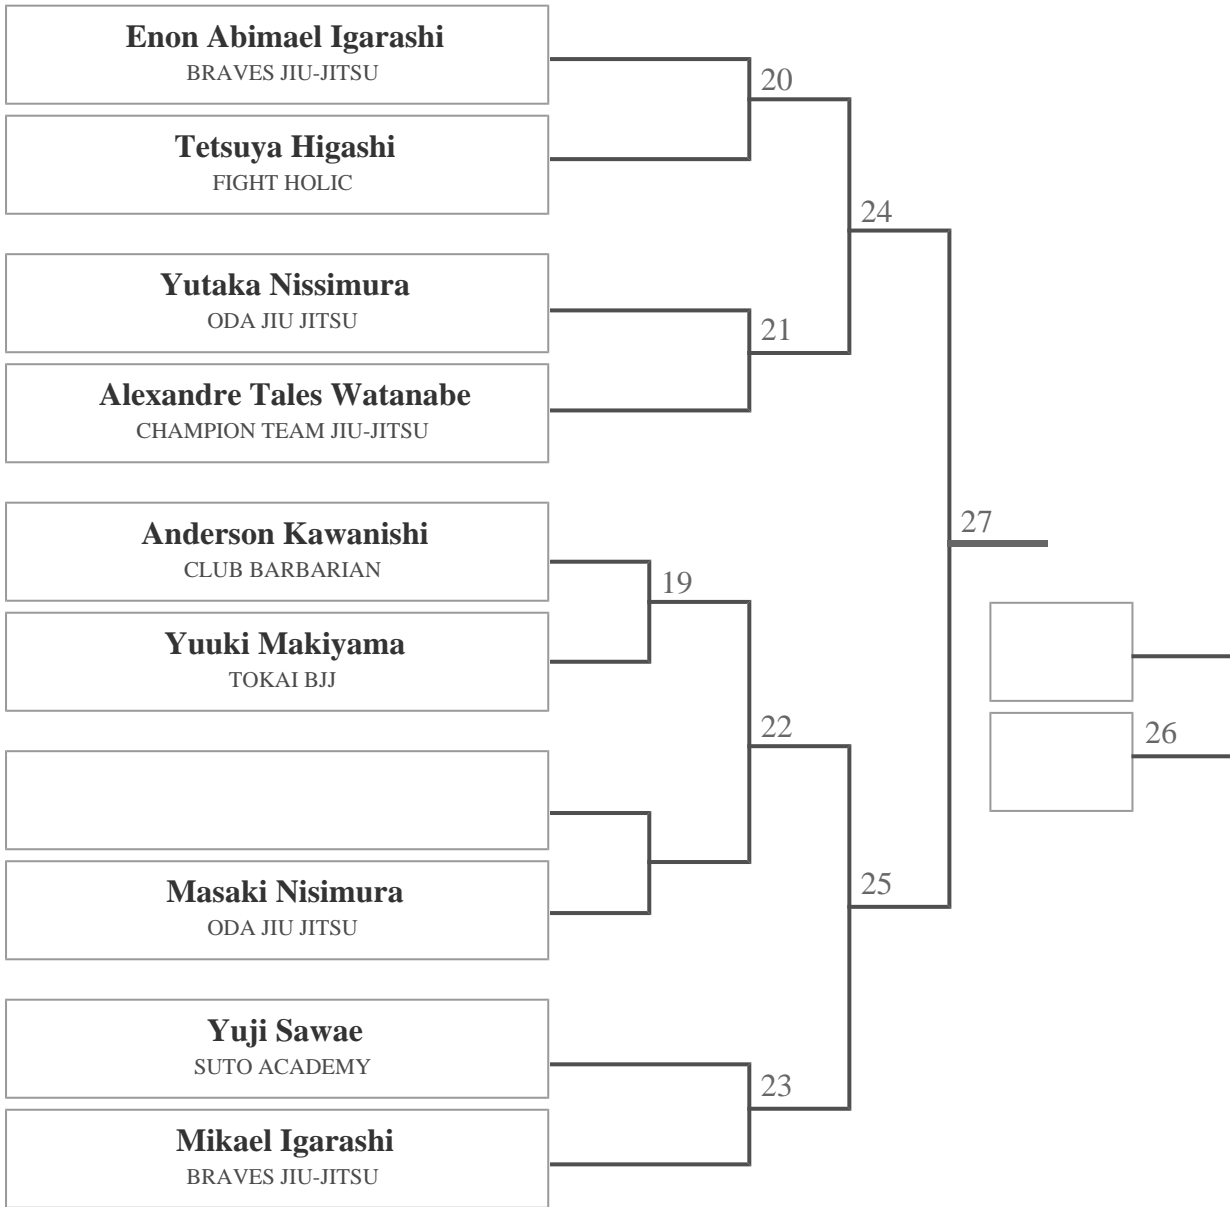 Enon Abimael Igarashi
BRAVES JIU-JITSU
20
Tetsuya Higashi
FIGHT HOLIC
24
Yutaka Nissimura
ODA JIU JITSU
21
Alexandre Tales Watanabe
CHAMPION TEAM JIU-JITSU
27
Anderson Kawanishi
CLUB BARBARIAN
19
Yuuki Makiyama
TOKAI BJJ
22
26
Masaki Nisimura
ODA JIU JITSU
25
Yuji Sawae
SUTO ACADEMY
23
Mikael Igarashi
BRAVES JIU-JITSU